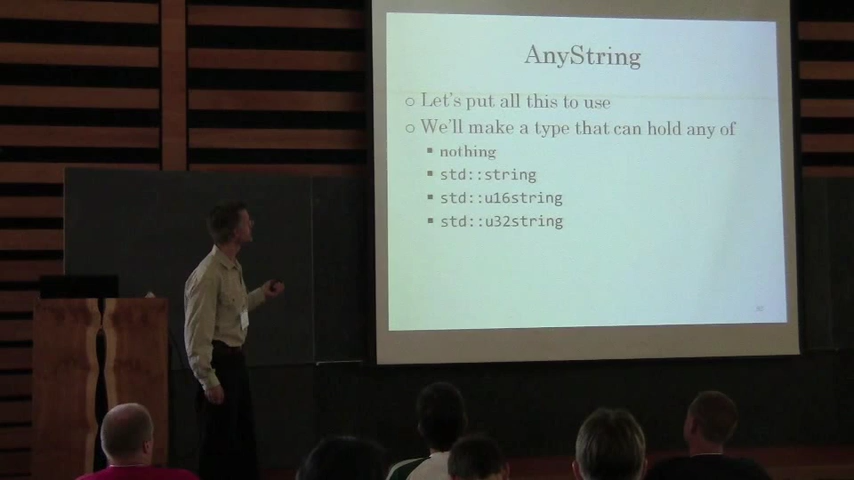 AnyString
Let's put all this to use
We'll make a type that can hold any of
nothing
std::string
std::u16string
std::u32string